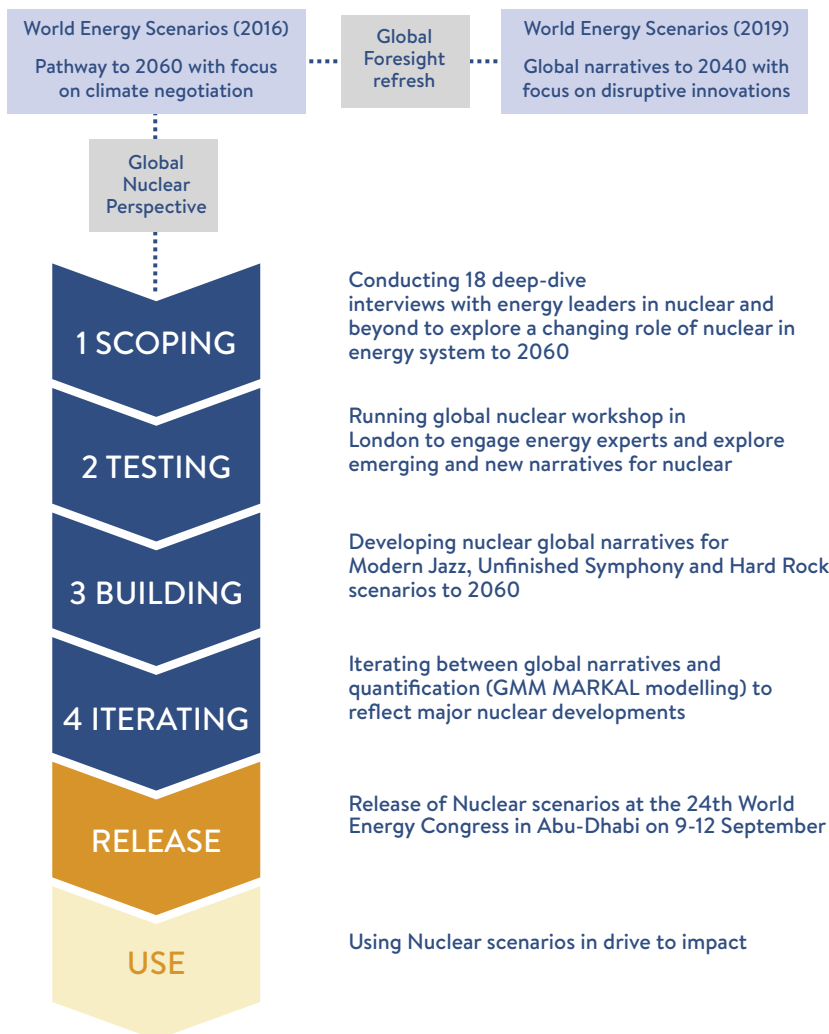 World Energy Scenarios (2016)
Pathway to 2060 with focus
on climate negotiation
Global
Foresight
refresh
World Energy Scenarios (2019)
Global narratives to 2040 with
focus on disruptive innovations
Global
Nuclear
Perspective
1 SCOPING
Conducting 18 deep-dive
interviews with energy leaders in nuclear and
beyond to explore a changing role of nuclear in
energy system to 2060
2 TESTING
Running global nuclear workshop in
London to engage energy experts and explore
emerging and new narratives for nuclear
3 BUILDING
Developing nuclear global narratives for
Modern Jazz, Unfinished Symphony and Hard Rock
scenarios to 2060
4 ITERATING
Iterating between global narratives and
quantification (GMM MARKAL modelling) to
reflect major nuclear developments
RELEASE
Release of Nuclear scenarios at the 24th World
Energy Congress in Abu-Dhabi on 9-12 September
USE
Using Nuclear scenarios in drive to impact